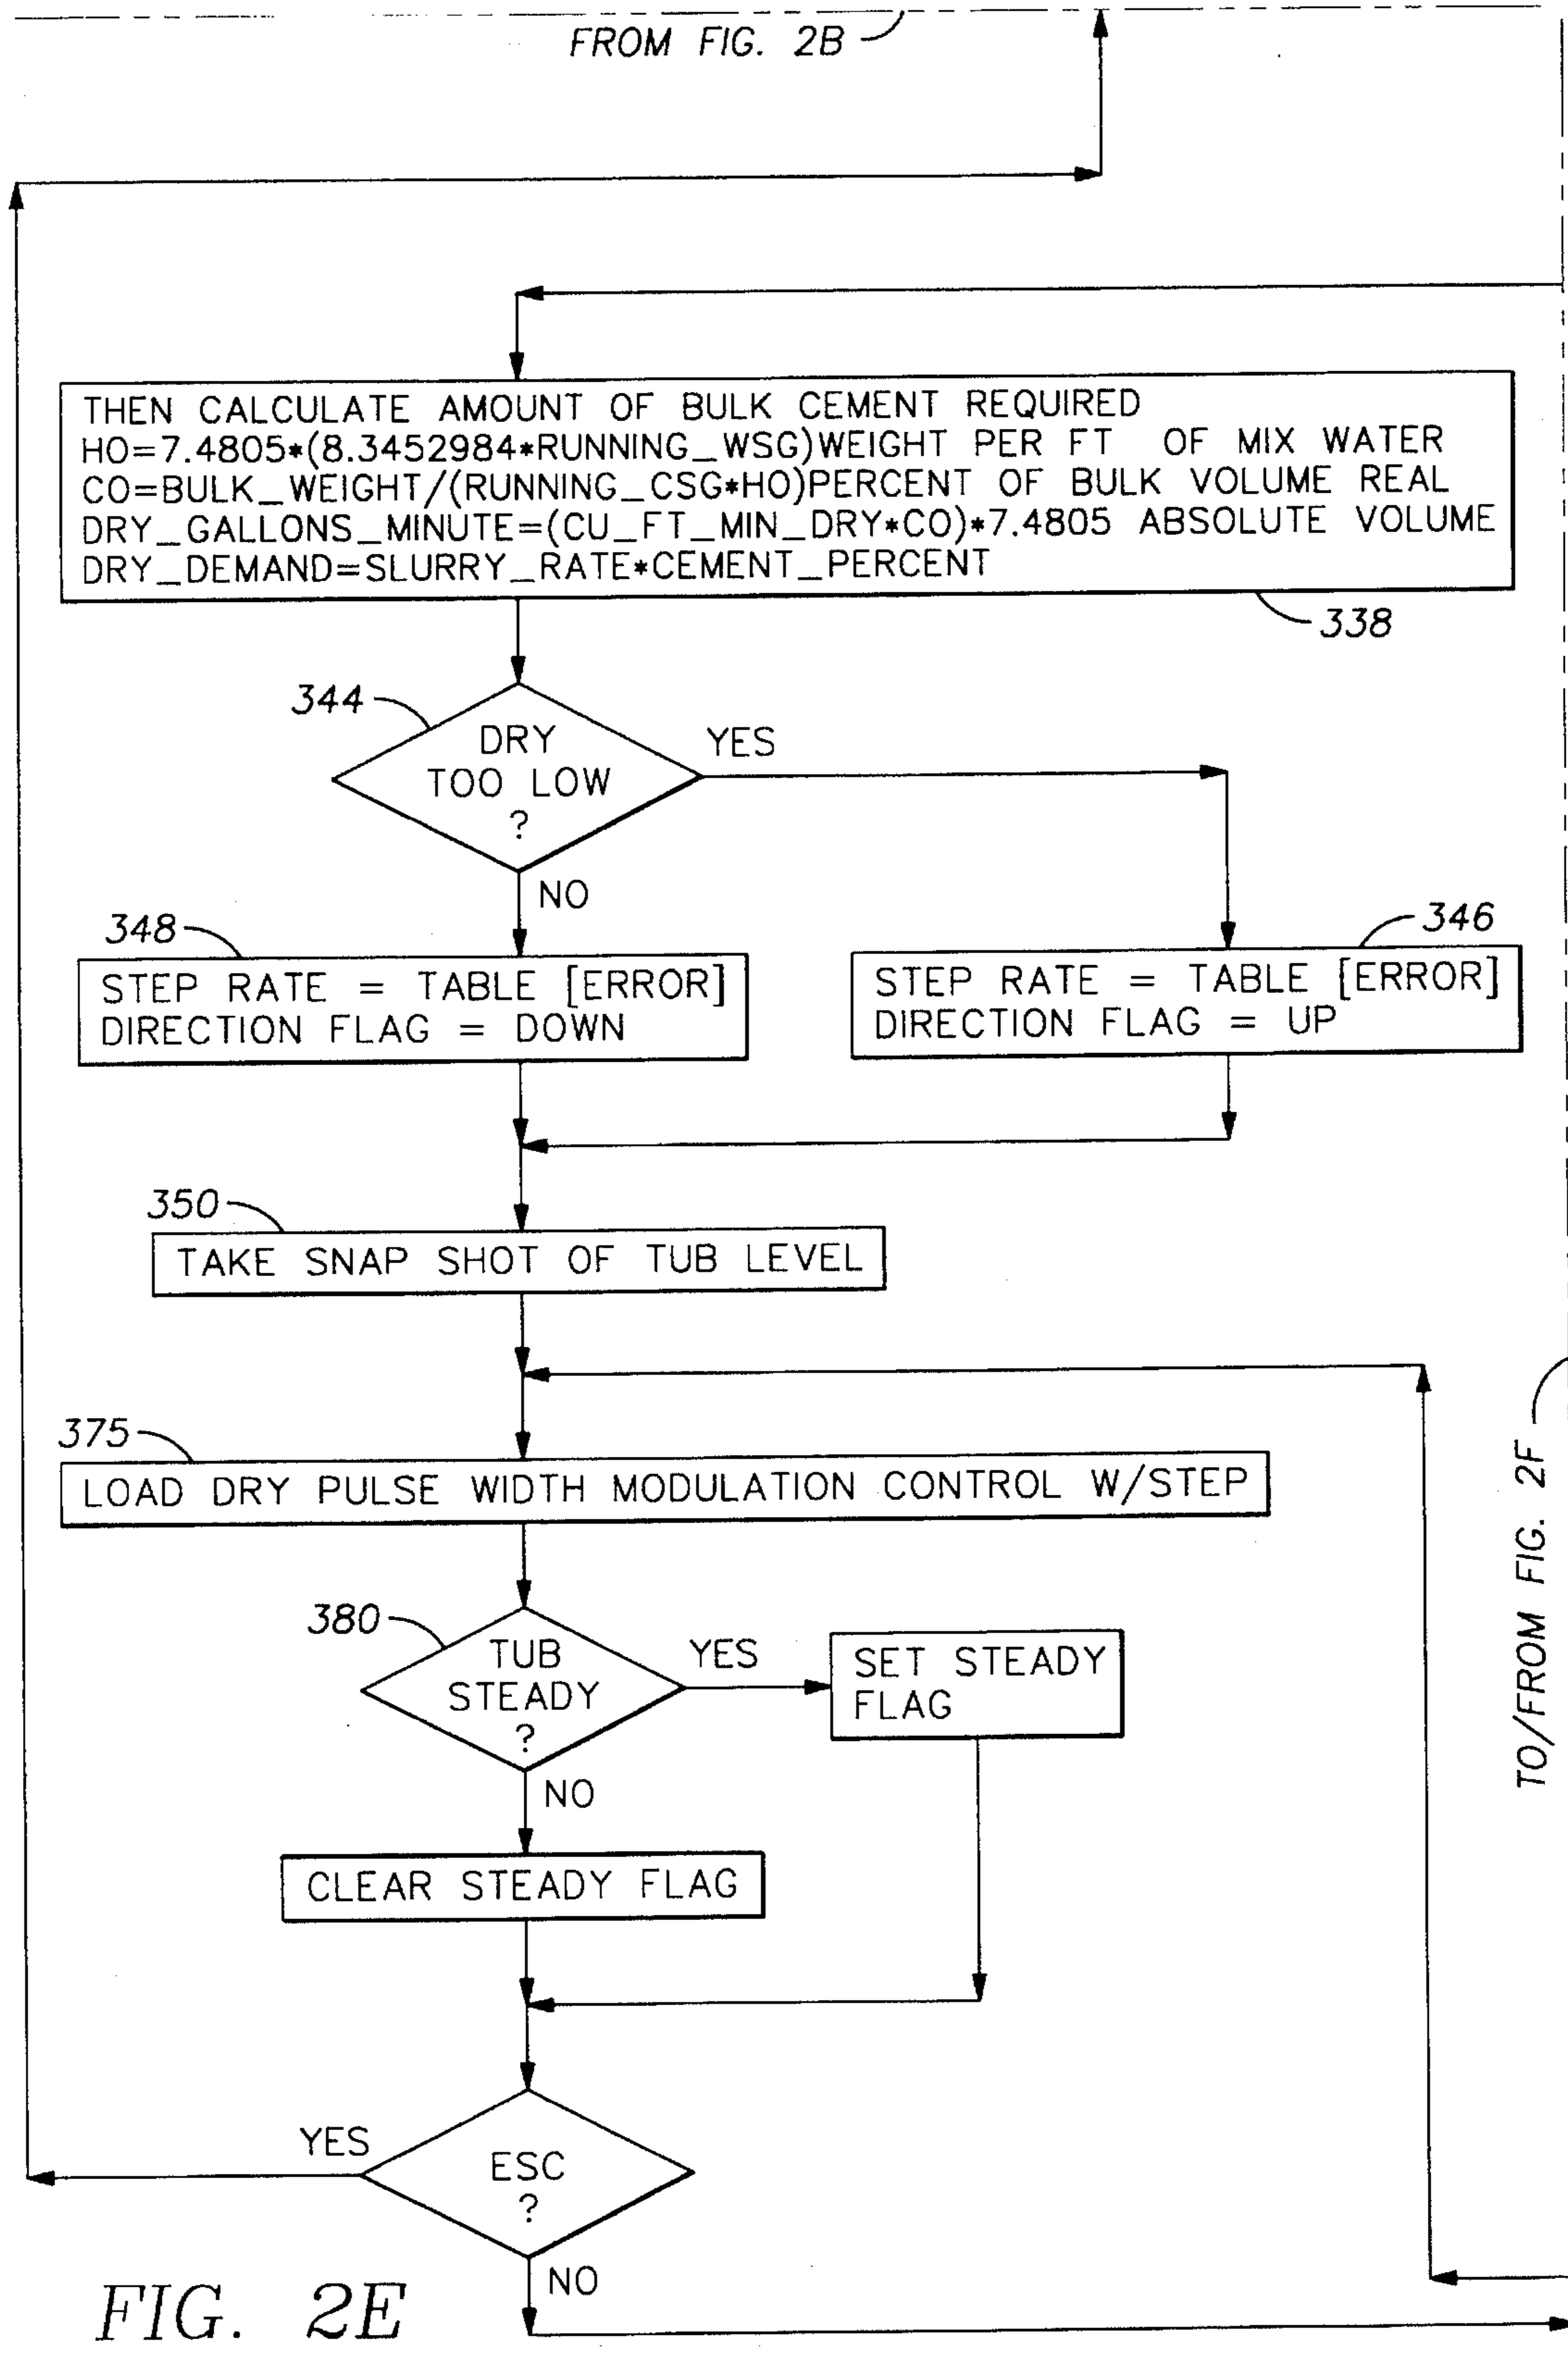 FROM FIG. 2B
THEN CALCULATE AMOUNT OF BULK CEMENT REQUIRED
HO=7.4805*(8.3452984*RUNNING_WSG)WEIGHT PER FT OF MIX WATER
CO=BULK_WEIGHT/(RUNNING_CSG*HO)PERCENT OF BULK VOLUME REAL
DRY_GALLONS_MINUTE=(CU_FT_MIN_DRY*CO)*7.4805 ABSOLUTE VOLUME
DRY_DEMAND=SLURRY_RATE*CEMENT_PERCENT
338
344
DRY
TOO LOW
?
YES
NO
348
STEP RATE = TABLE [ERROR]
DIRECTION FLAG = DOWN
346
STEP RATE = TABLE [ERROR]
DIRECTION FLAG = UP
350
TAKE SNAP SHOT OF TUB LEVEL
375
LOAD DRY PULSE WIDTH MODULATION CONTROL W/STEP
380
TUB
STEADY
?
YES
SET STEADY
FLAG
NO
CLEAR STEADY FLAG
YES
ESC
?
NO
TO/FROM FIG. 2F
FIG. 2E